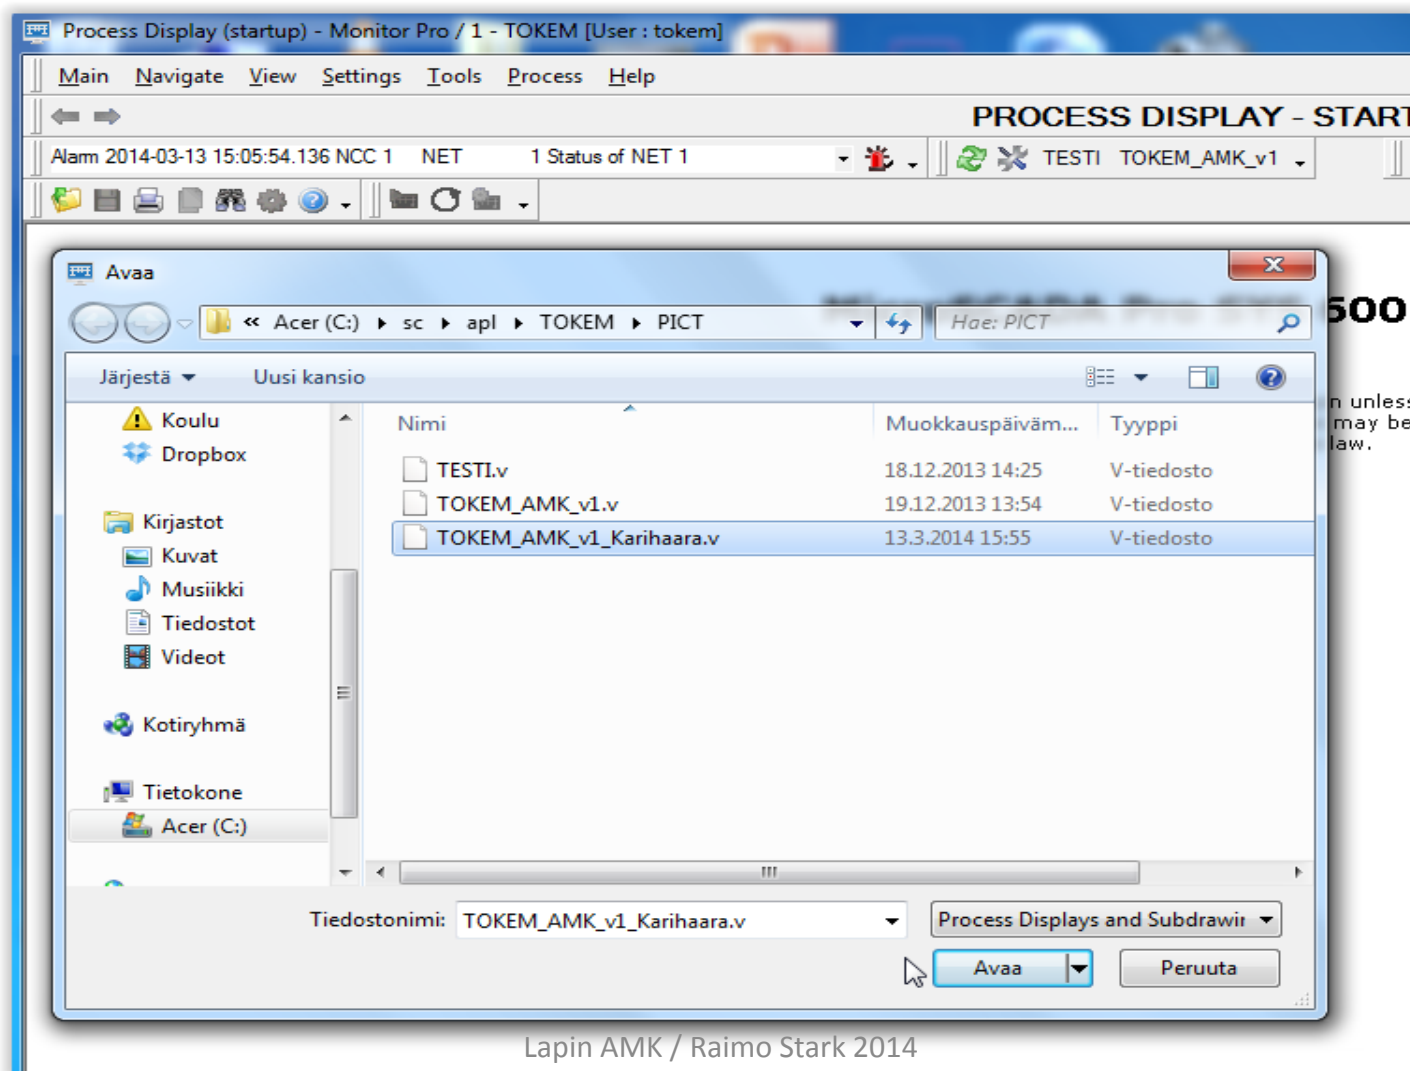 Process Display (startup) - Monitor Pro / 1 - TOKEM [User : tokem]
Main Navigate View Settings Tools Process Help
PROCESS DISPLAY - START
Alarm 2014-03-13 15:05:54.136 NCC 1 NET 1 Status of NET 1 TESTI TOKEM_AMK_v1
Avaa
« Acer (C:) sc apl TOKEM PICT Hae: PICT
600
Järjestä Uusi kansio
n unless
may be
law.
Koulu
Dropbox
Kirjastot
Kuvat
Musiikki
Tiedostot
Videot
Kotiryhmä
Tietokone
Acer (C:)
Nimi Muokkauspäiväm... Tyyppi
TESTI.v 18.12.2013 14:25 V-tiedosto
TOKEM_AMK_v1.v 19.12.2013 13:54 V-tiedosto
TOKEM_AMK_v1_Karihaara.v 13.3.2014 15:55 V-tiedosto
Tiedostonimi: TOKEM_AMK_v1_Karihaara.v Process Displays and Subdrawin
Avaa Peruuta
Lapin AMK / Raimo Stark 2014